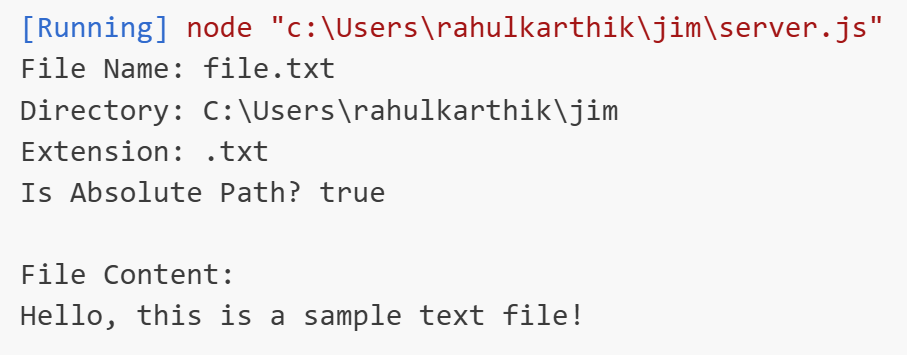 [Running] node "c:\Users\rahulkarthik\jim\server.js"
File Name: file.txt
Directory: C:\Users\rahulkarthik\jim
Extension: .txt
Is Absolute Path? true
File Content:
Hello, this is a sample text file!